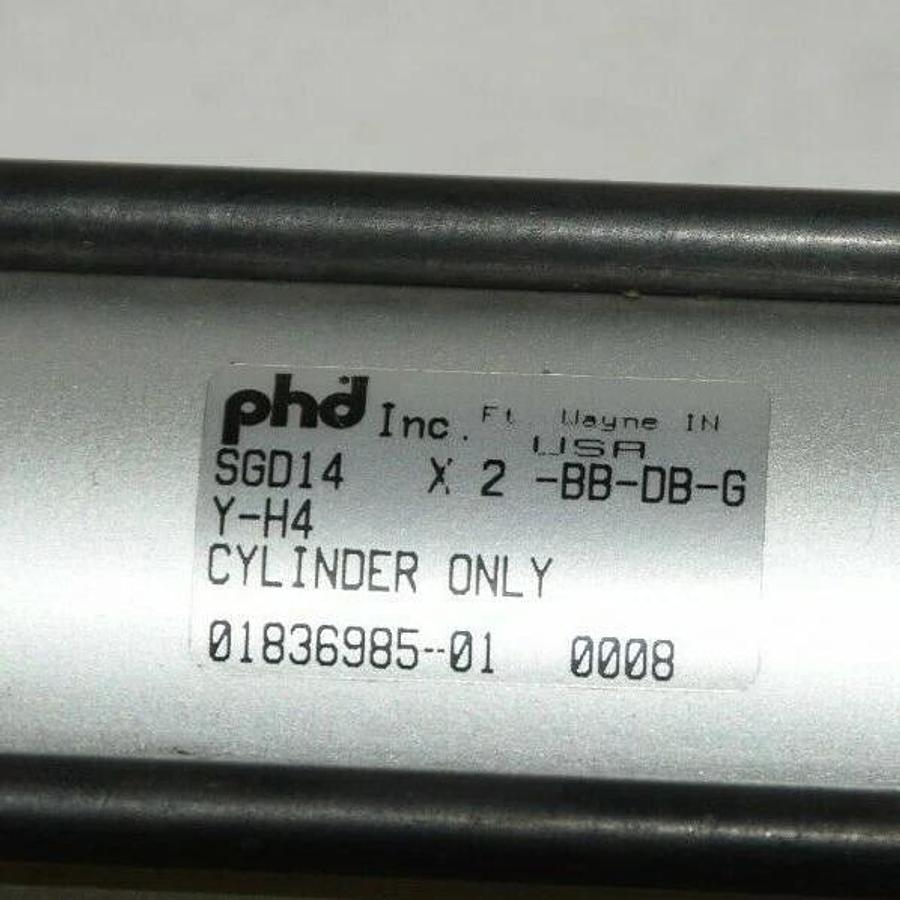 phd Inc. Ft. Wayne IN
USA
SGD14 X 2 -BB-DB-G
Y-H4
CYLINDER ONLY
01836985-01 0008